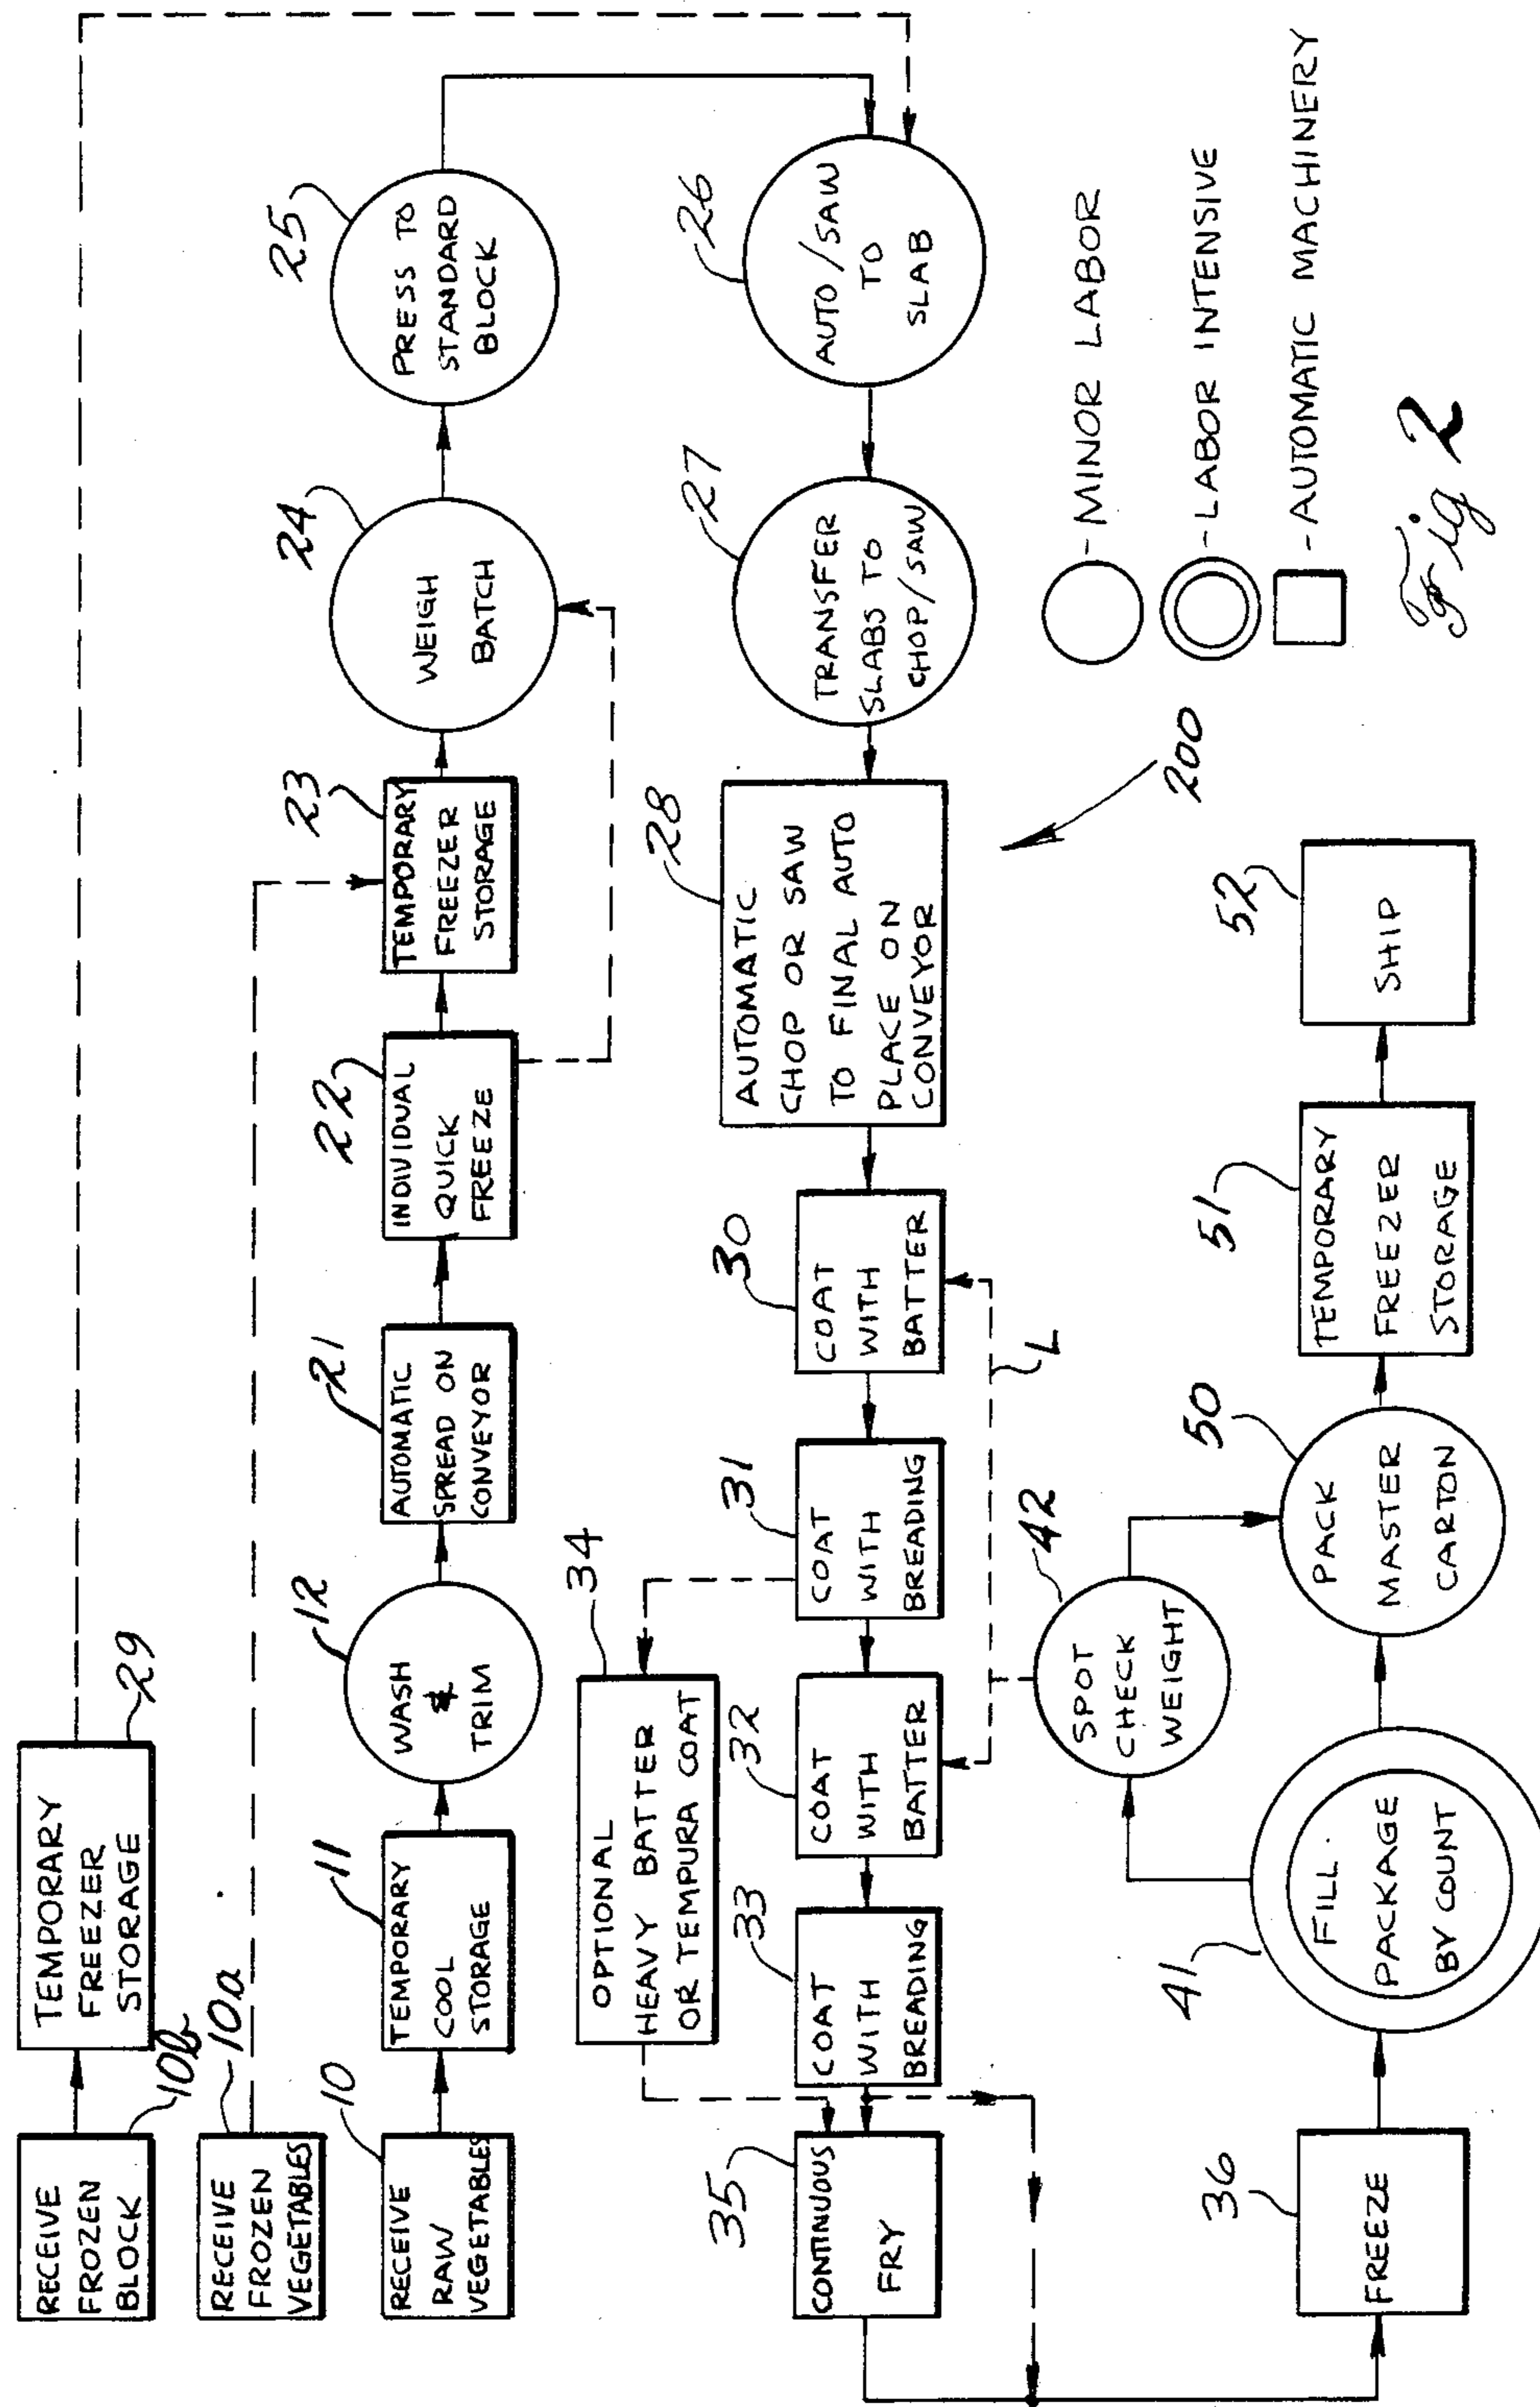 RECEIVE
FROZEN
BLOCK
10b
TEMPORARY
FREEZER
STORAGE
29
RECEIVE
FROZEN
VEGETABLES
10a
RECEIVE
RAW
VEGETABLES
10
TEMPORARY
COOL
STORAGE
11
WASH
&
TRIM
12
AUTOMATIC
SPREAD ON
CONVEYOR
21
INDIVIDUAL
QUICK
FREEZE
22
TEMPORARY
FREEZER
STORAGE
23
WEIGH
BATCH
24
PRESS TO
STANDARD
BLOCK
25
AUTO/SAW
TO
SLAB
26
TRANSFER
SLABS TO
CHOP/SAW
27
AUTOMATIC
CHOP OR SAW
TO FINAL AUTO
PLACE ON
CONVEYOR
28
COAT
WITH
BATTER
30
COAT
WITH
BREADING
31
COAT
WITH
BATTER
32
COAT
WITH
BREADING
33
OPTIONAL
HEAVY BATTER
OR TEMPURA COAT
34
CONTINUOUS
FRY
35
L
FREEZE
36
FILL.
PACKAGE
BY COUNT
41
SPOT
CHECK
WEIGHT
42
PACK
MASTER
CARTON
50
TEMPORARY
FREEZER
STORAGE
51
SHIP
52
200
- MINOR LABOR
- LABOR INTENSIVE
- AUTOMATIC MACHINERY
Fig 2